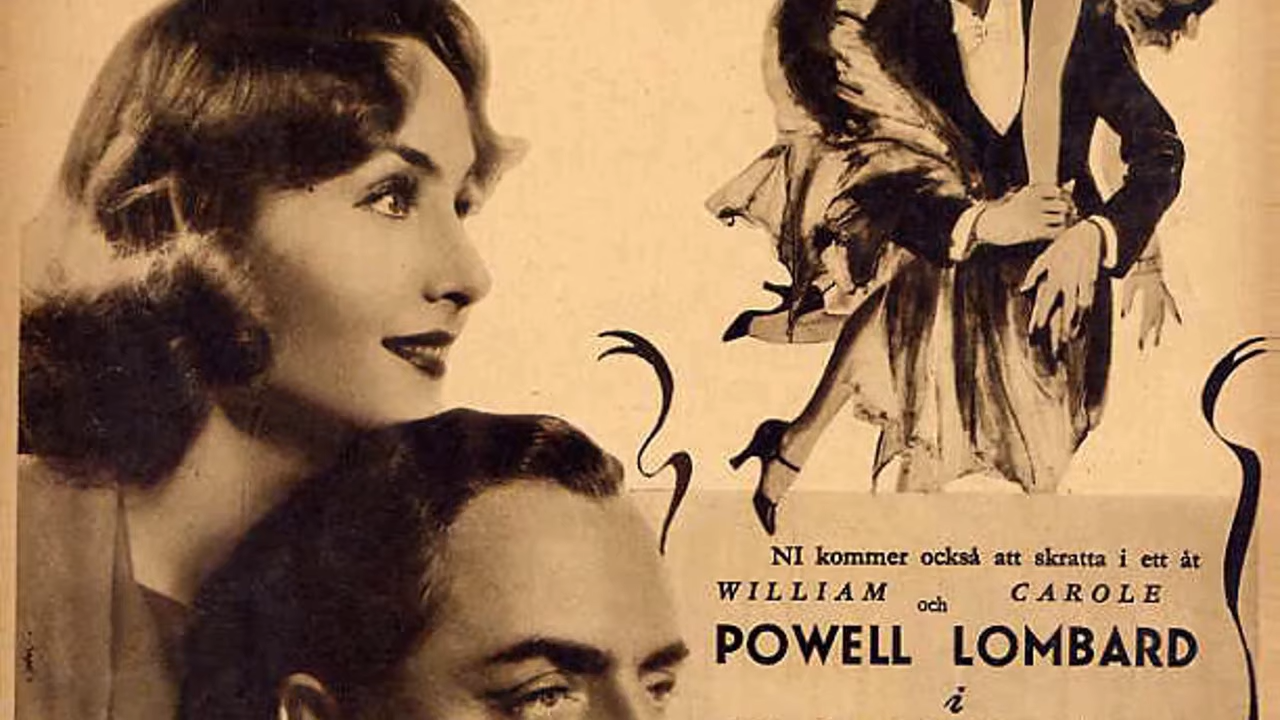 NI kommer också att skratta i ett åt
WILLIAM och CAROLE
POWELL LOMBARD
i